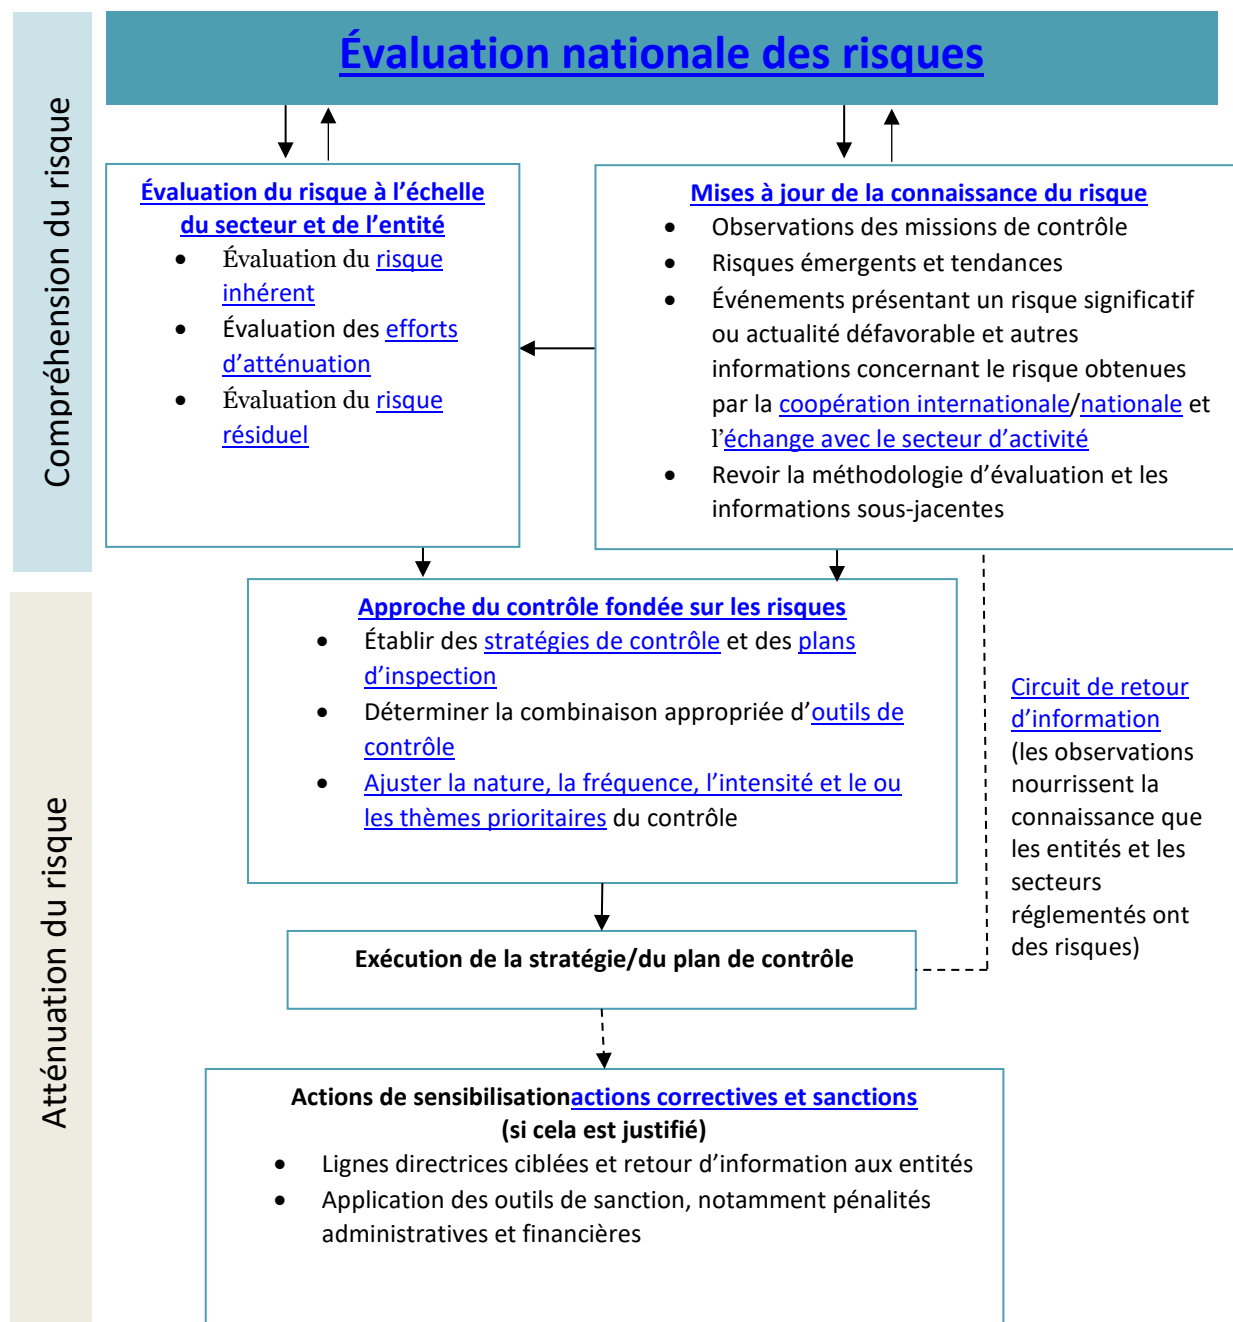 Évaluation nationale des risques
Compréhension du risque
Évaluation du risque à l’échelle
du secteur et de l’entité
• Évaluation du risque
inhérent
• Évaluation des efforts
d’atténuation
• Évaluation du risque
résiduel
Mises à jour de la connaissance du risque
• Observations des missions de contrôle
• Risques émergents et tendances
• Événements présentant un risque significatif
ou actualité défavorable et autres
informations concernant le risque obtenues
par la coopération internationale/nationale et
l’échange avec le secteur d’activité
• Revoir la méthodologie d’évaluation et les
informations sous-jacentes
Atténuation du risque
Approche du contrôle fondée sur les risques
• Établir des stratégies de contrôle et des plans
d’inspection
• Déterminer la combinaison appropriée d’outils de
contrôle
• Ajuster la nature, la fréquence, l’intensité et le ou
les thèmes prioritaires du contrôle
Circuit de retour
d’information
(les observations
nourrissent la
connaissance que
les entités et les
secteurs
réglementés ont
des risques)
Exécution de la stratégie/du plan de contrôle
Actions de sensibilisationactions correctives et sanctions
(si cela est justifié)
• Lignes directrices ciblées et retour d’information aux entités
• Application des outils de sanction, notamment pénalités
administratives et financières